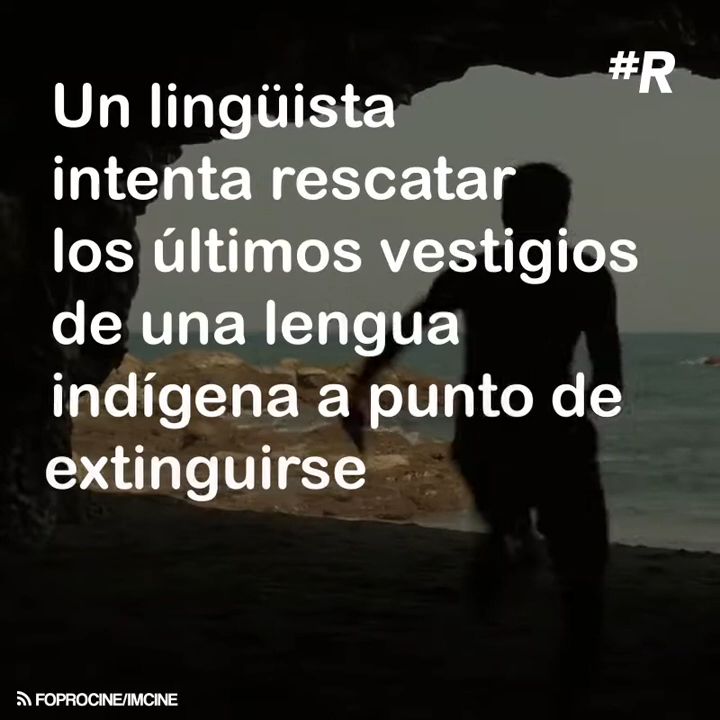 #R
Un lingüista
intenta rescatar
los últimos vestigios
de una lengua
indígena a punto de
extinguirse
FOPROCINE/IMCINE